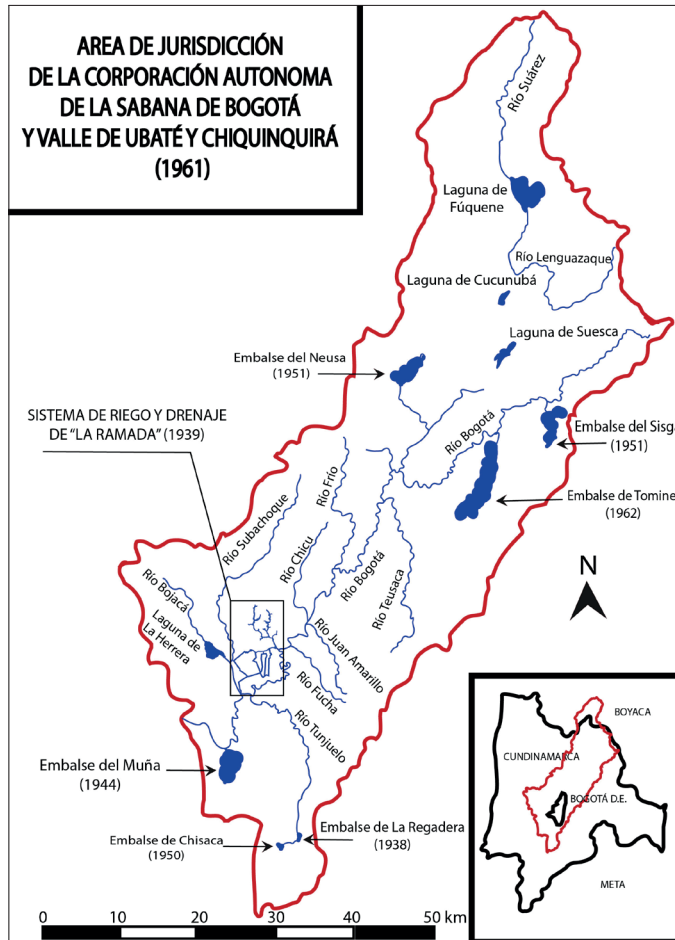 AREA DE JURISDICCIÓN
DE LA CORPORACIÓN AUTONOMA
DE LA SABANA DE BOGOTÁ
Y VALLE DE UBATÉ Y CHIQUINQUIRÁ
(1961)
Río Suárez
Laguna de
Fúquene
Río Lenguazaque
Laguna de Cucunubá
Laguna de Suesca
Embalse del Neusa
(1951)
SISTEMA DE RIEGO Y DRENAJE
DE "LA RAMADA" (1939)
Río Bogotá
Embalse del Sisga
(1951)
Embalse de Tomine
(1962)
Río Subachoque
Río Frío
Río Chicu
Río Bogotá
Río Teusaca
N
Río Bojacá
Laguna de
La Herrera
Río Juan Amarillo
Río Fucha
Río Tunjuelo
Embalse del Muña
(1944)
Embalse de Chisaca
(1950)
Embalse de La Regadera
(1938)
BOYACA
CUNDINAMARCA
BOGOTÁ D.E.
META
0 10 20 30 40 50 km